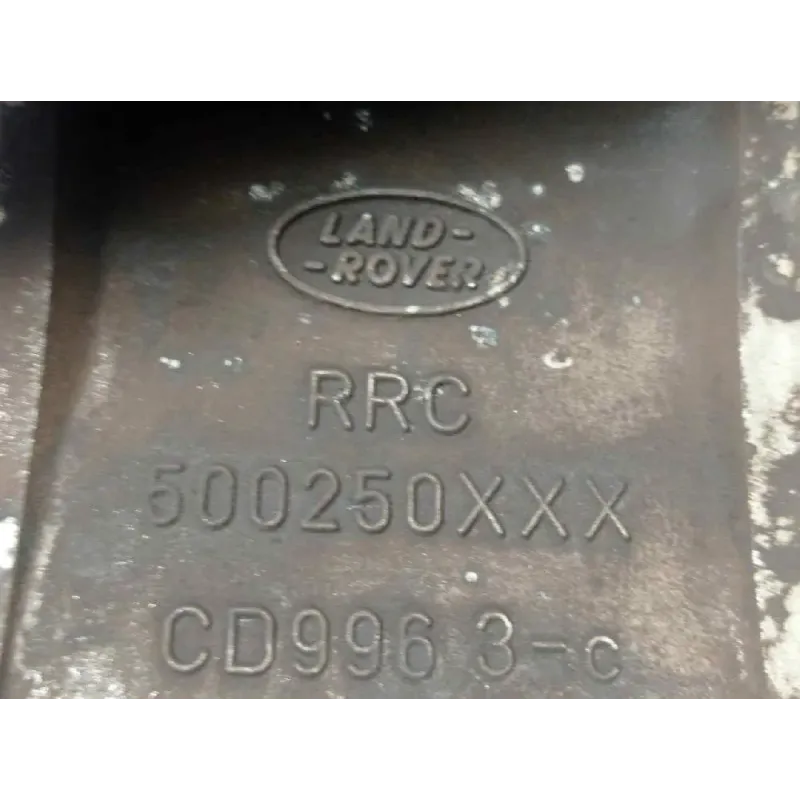 LAND-
-ROVER
RRC
500250XXX
CD996 3-c